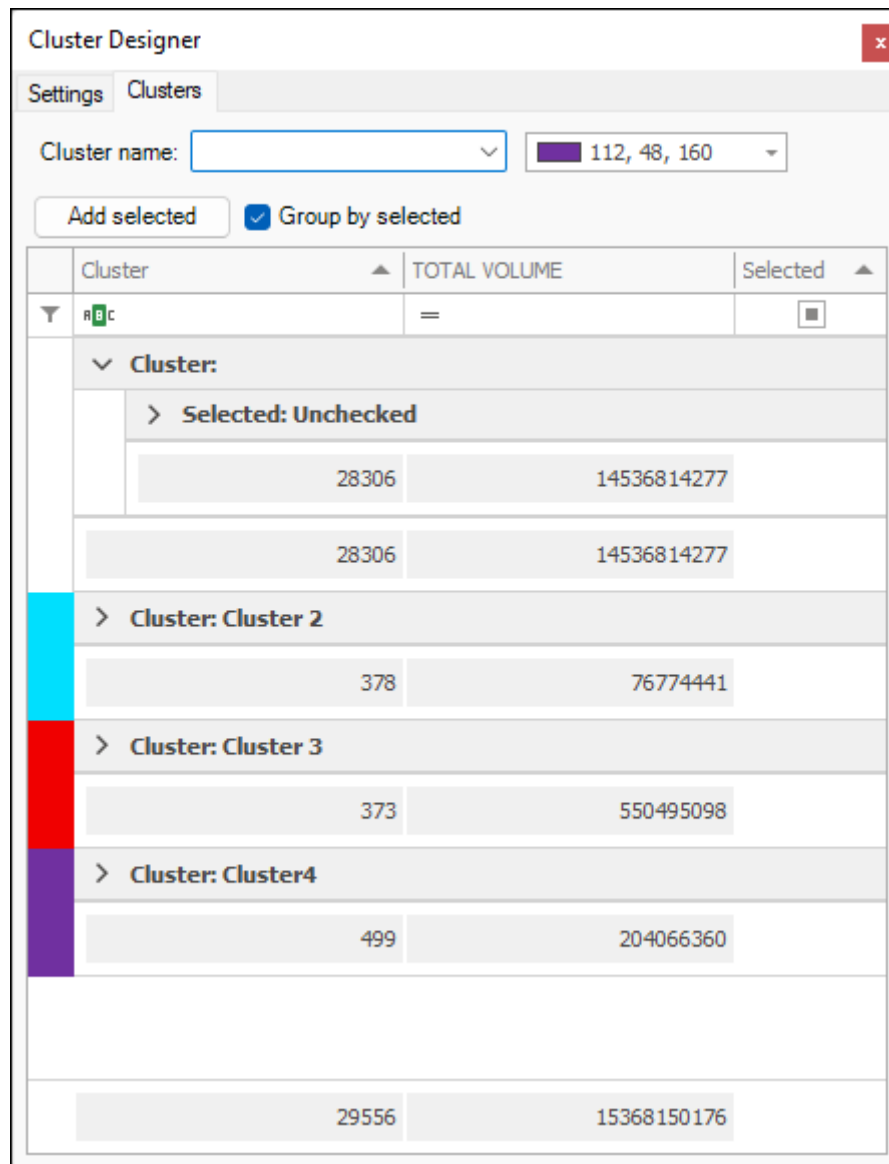 Cluster Designer
x
Settings Clusters
Cluster name: 112, 48, 160
Add selected Group by selected
Cluster TOTAL VOLUME Selected
ABC =
Cluster:
Selected: Unchecked
28306 14536814277
28306 14536814277
Cluster: Cluster 2
378 76774441
Cluster: Cluster 3
373 550495098
Cluster: Cluster4
499 204066360
29556 15368150176